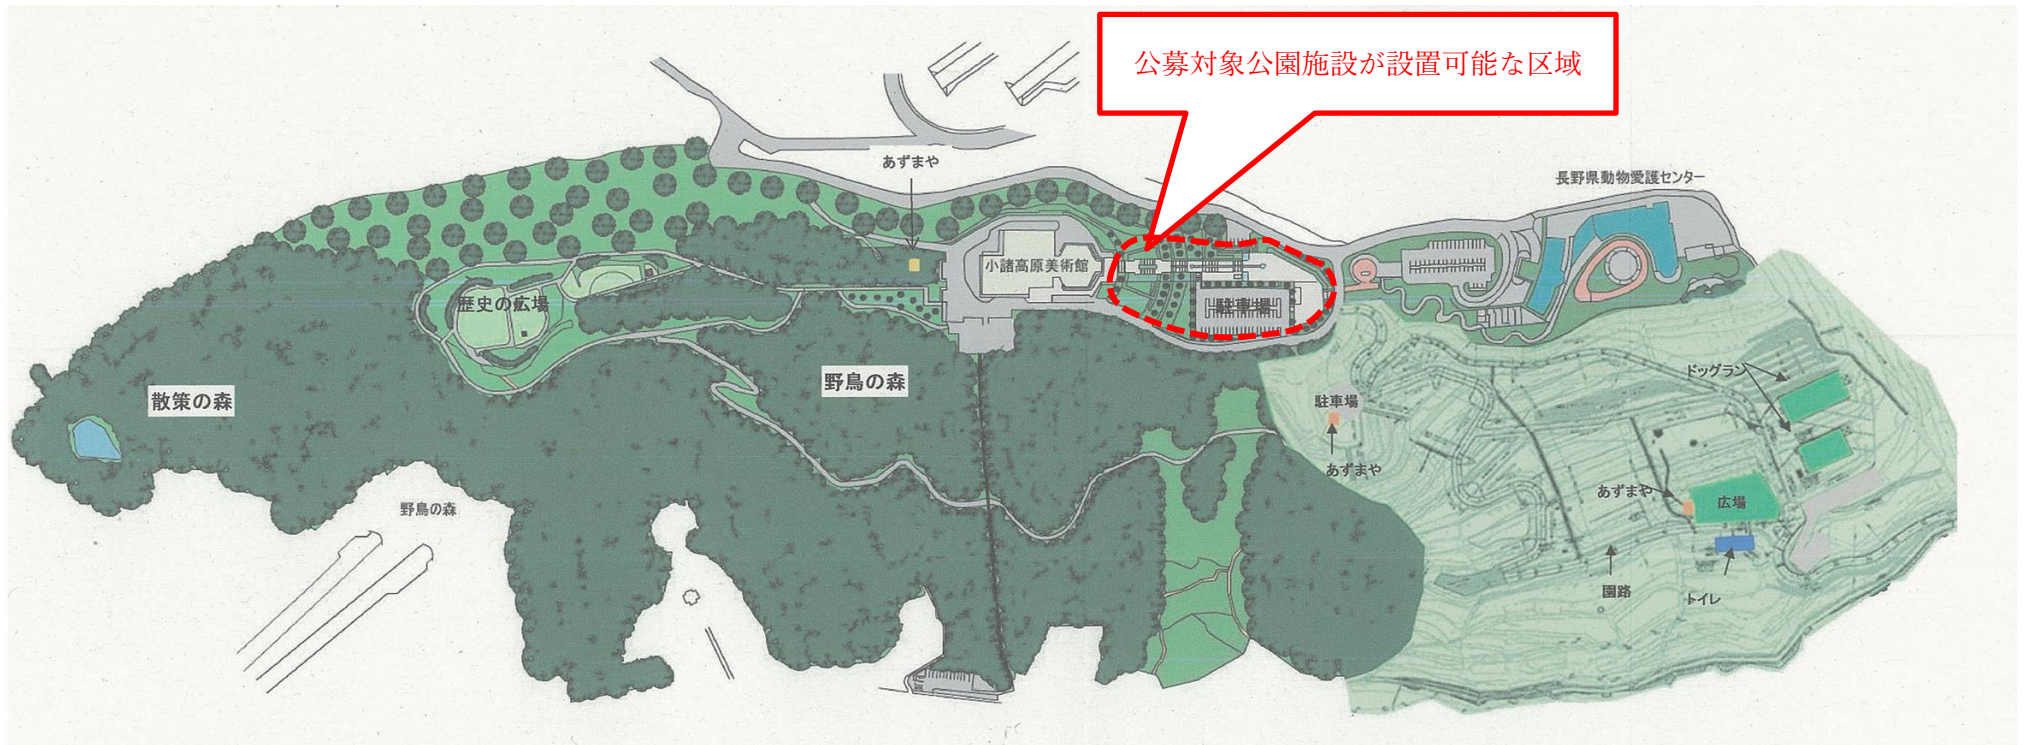 公募対象公園施設が設置可能な区域
あずまや
長野県動物愛護センター
小諸高原美術館
歴史の広場
駐車場
散策の森
野鳥の森
ドッグラン
駐車場
あずまや
あずまや
広場
野鳥の森
園路
トイレ